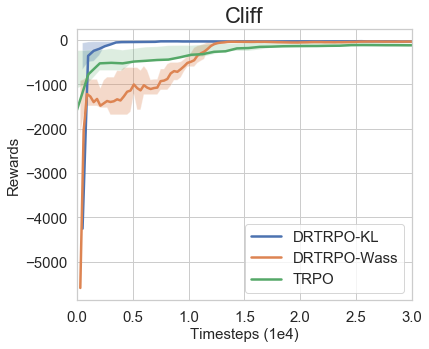 Cliff
0
−1000
−2000
−3000
−4000
−5000
Rewards
DRTRPO-KL
DRTRPO-Wass
TRPO
0.0 0.5 1.0 1.5 2.0 2.5 3.0
Timesteps (1e4)